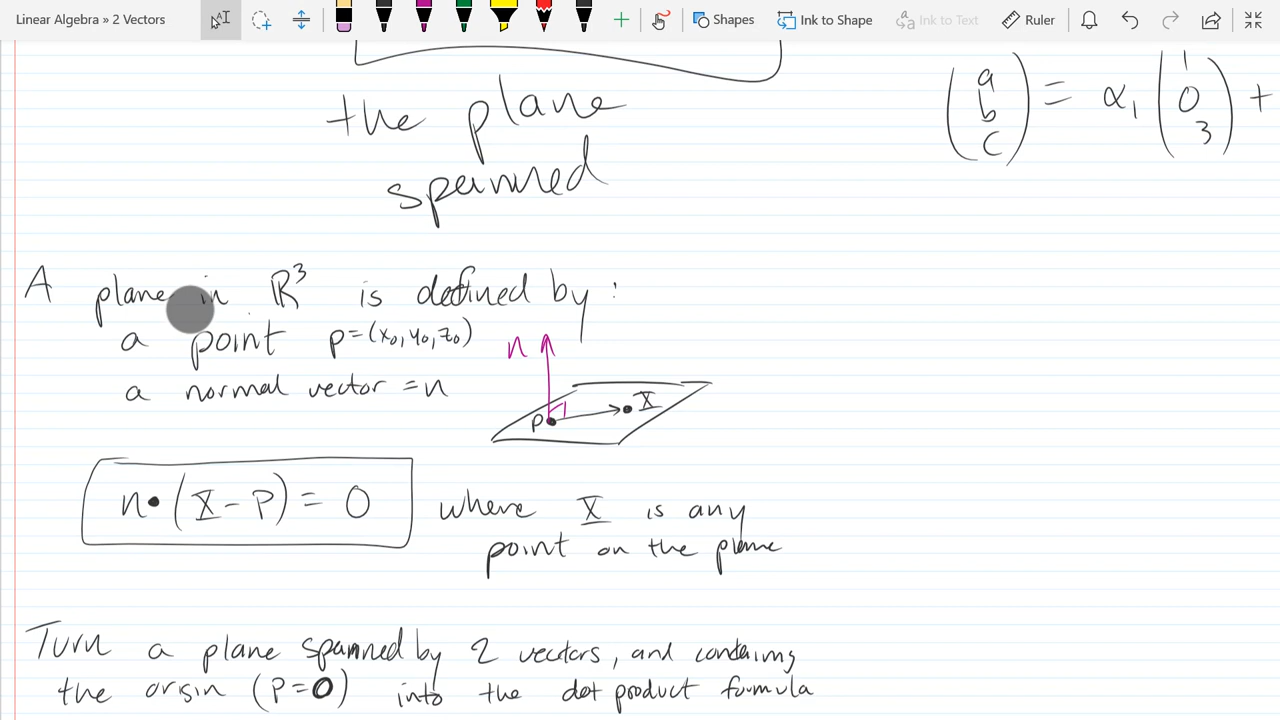 Linear Algebra » 2 Vectors
Shapes
Ink to Shape
Ink to Text
Ruler
(a b c) = α₁ (1 0 3) +
the plane
spanned
A plane in ℝ³ is defined by :
a point p=(x₀,y₀,z₀)
a normal vector = n
n
P
X
n•(X-P) = 0
where X is any
point on the plane
Turn a plane spanned by 2 vectors, and containing
the origin (P=0) into the dot product formula